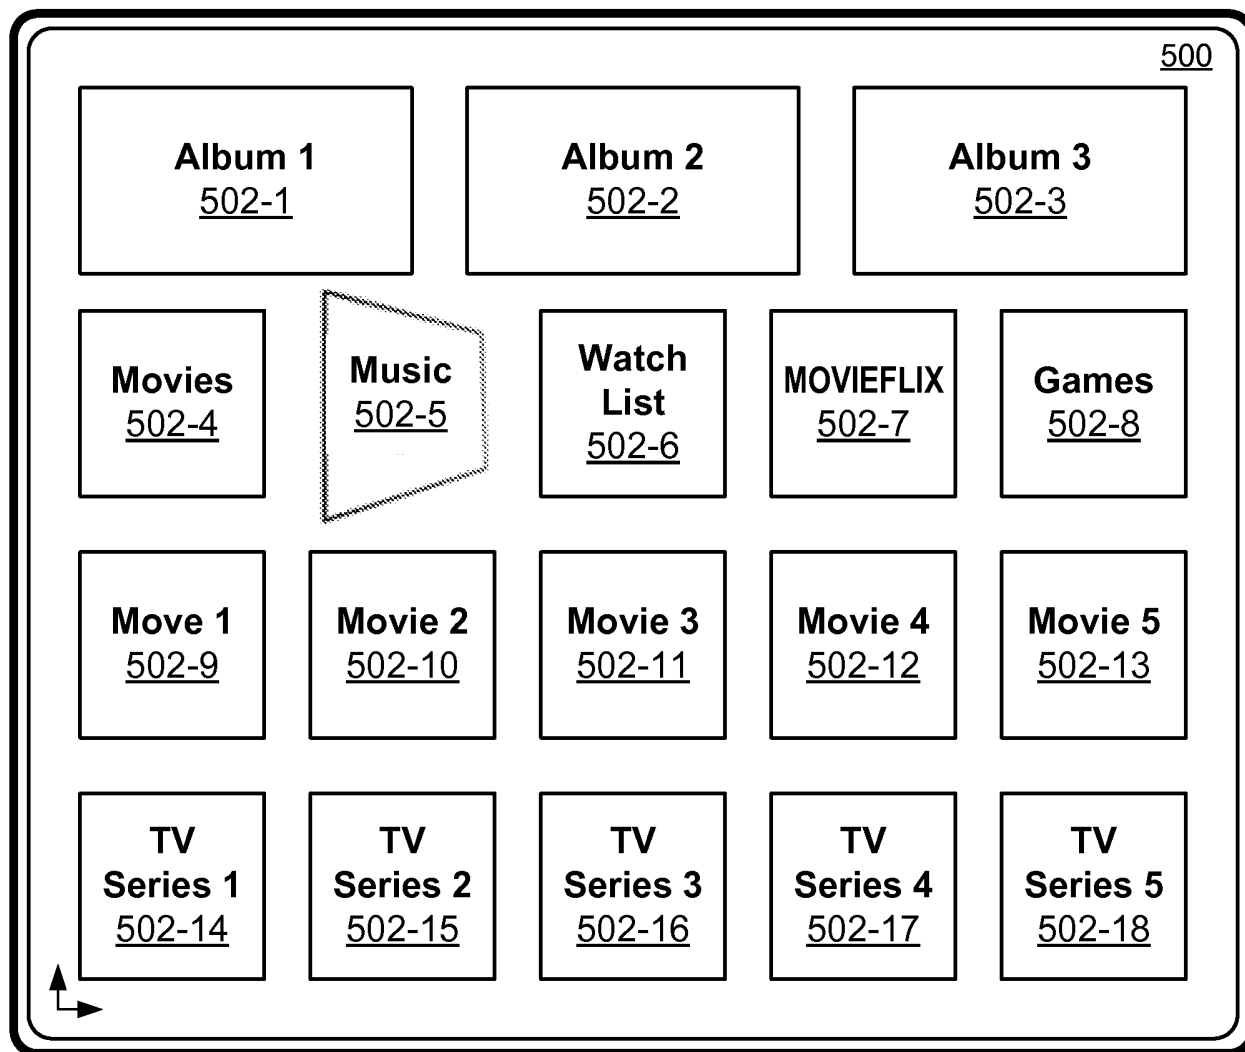 500
Album 1
502-1
Album 2
502-2
Album 3
502-3
Movies
502-4
Music
502-5
Watch
List
502-6
MOVIEFLIX
502-7
Games
502-8
Move 1
502-9
Movie 2
502-10
Movie 3
502-11
Movie 4
502-12
Movie 5
502-13
TV
Series 1
502-14
TV
Series 2
502-15
TV
Series 3
502-16
TV
Series 4
502-17
TV
Series 5
502-18